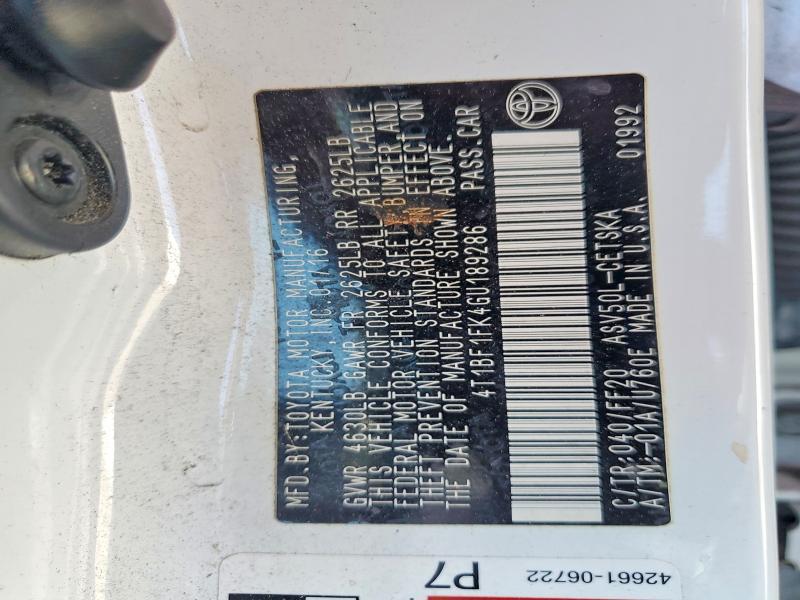 MFD.BY:TOYOTA MOTOR MANUFACTURING,
KENTUCKY, INC. 01/16
GVWR 4630LB GAWR FR 2625LB RR 2625LB
THIS VEHICLE CONFORMS TO ALL APPLICABLE
FEDERAL MOTOR VEHICLE SAFETY, BUMPER AND
THEFT PREVENTION STANDARDS IN EFFECT ON
THE DATE OF MANUFACTURE SHOWN ABOVE.
4T1BF1FK4GU189286 PASS.CAR
C/TR:040/FF20 ASV50L-CETSKA 01992
A/TM:-01A/U760E MADE IN U.S.A.
42661-06722
P7